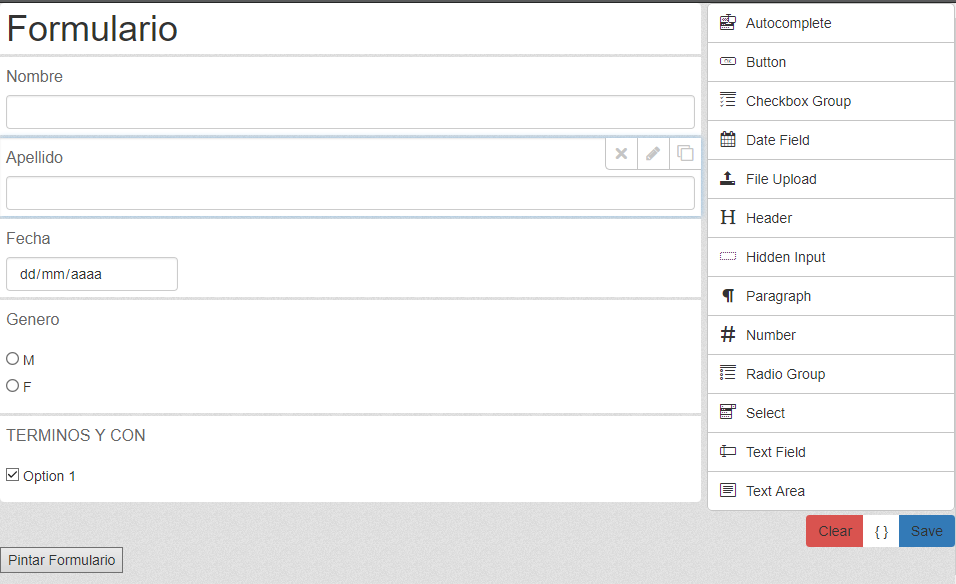 Formulario
Nombre
Apellido
Fecha
dd/mm/aaaa
Genero
M
F
TERMINOS Y CON
Option 1
Pintar Formulario
Autocomplete
Button
Checkbox Group
Date Field
File Upload
H Header
Hidden Input
¶ Paragraph
# Number
Radio Group
Select
Text Field
Text Area
Clear { } Save